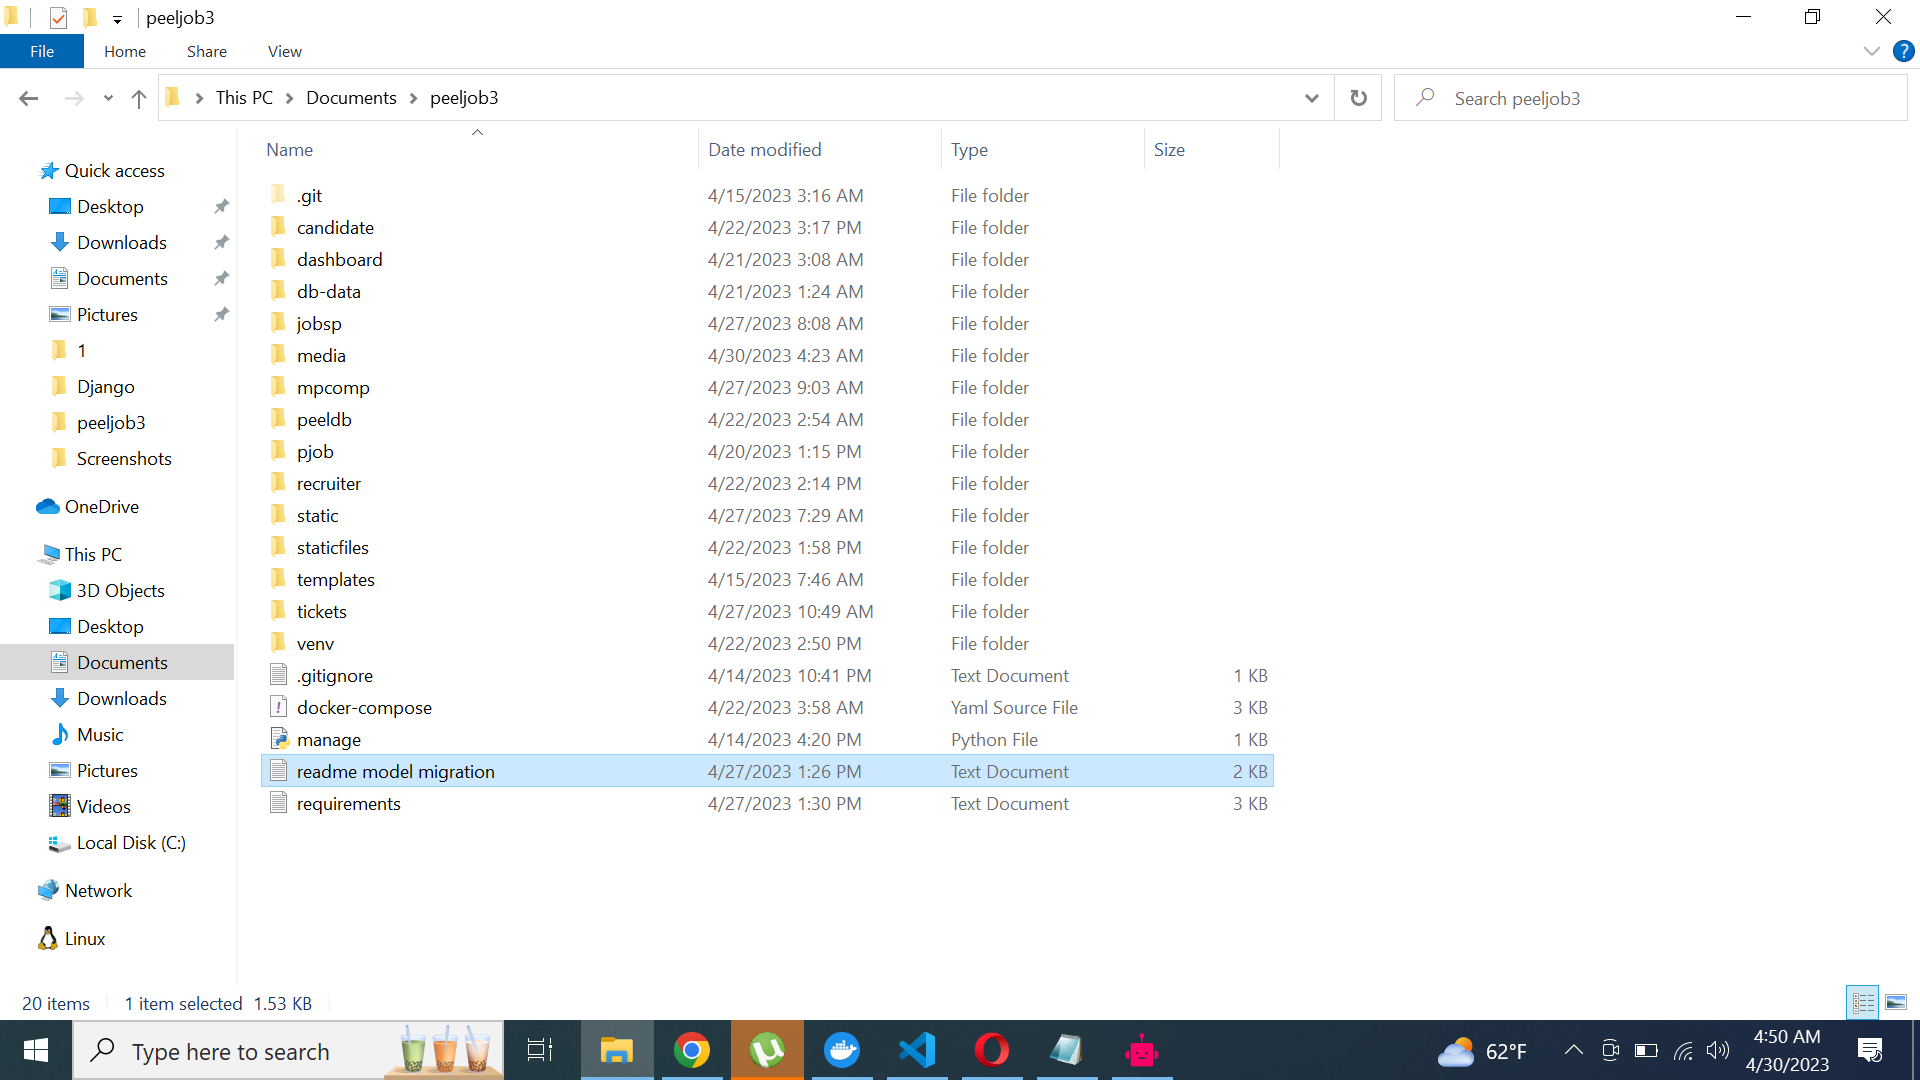 peeljob3
File Home Share View
This PC Documents peeljob3
Search peeljob3
Name Date modified Type Size
Quick access
Desktop
Downloads
Documents
Pictures
1
Django
peeljob3
Screenshots
OneDrive
This PC
3D Objects
Desktop
Documents
Downloads
Music
Pictures
Videos
Local Disk (C:)
Network
Linux
.git 4/15/2023 3:16 AM File folder
candidate 4/22/2023 3:17 PM File folder
dashboard 4/21/2023 3:08 AM File folder
db-data 4/21/2023 1:24 AM File folder
jobsp 4/27/2023 8:08 AM File folder
media 4/30/2023 4:23 AM File folder
mpcomp 4/27/2023 9:03 AM File folder
peeldb 4/22/2023 2:54 AM File folder
pjob 4/20/2023 1:15 PM File folder
recruiter 4/22/2023 2:14 PM File folder
static 4/27/2023 7:29 AM File folder
staticfiles 4/22/2023 1:58 PM File folder
templates 4/15/2023 7:46 AM File folder
tickets 4/27/2023 10:49 AM File folder
venv 4/22/2023 2:50 PM File folder
.gitignore 4/14/2023 10:41 PM Text Document 1 KB
docker-compose 4/22/2023 3:58 AM Yaml Source File 3 KB
manage 4/14/2023 4:20 PM Python File 1 KB
readme model migration 4/27/2023 1:26 PM Text Document 2 KB
requirements 4/27/2023 1:30 PM Text Document 3 KB
20 items 1 item selected 1.53 KB
Type here to search
62°F
4:50 AM
4/30/2023